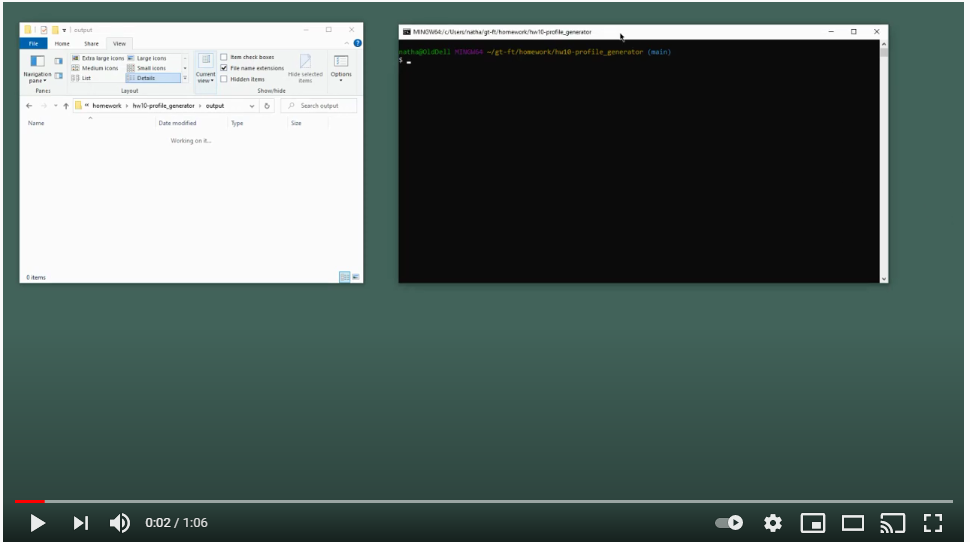 output
File Home Share View
Navigation pane
Extra large icons Large icons
Medium icons Small icons
List Details
Current view
Item check boxes
File name extensions
Hidden items
Hide selected items
Options
Panes Layout Show/hide
« homework › hw10-profile_generator › output
Search output
Name Date modified Type Size
Working on it...
0 items
MINGW64:/c/Users/natha/gt-ft/homework/hw10-profile_generator
natha@OldDell MINGW64 ~/gt-ft/homework/hw10-profile_generator (main)
$
0:02 / 1:06